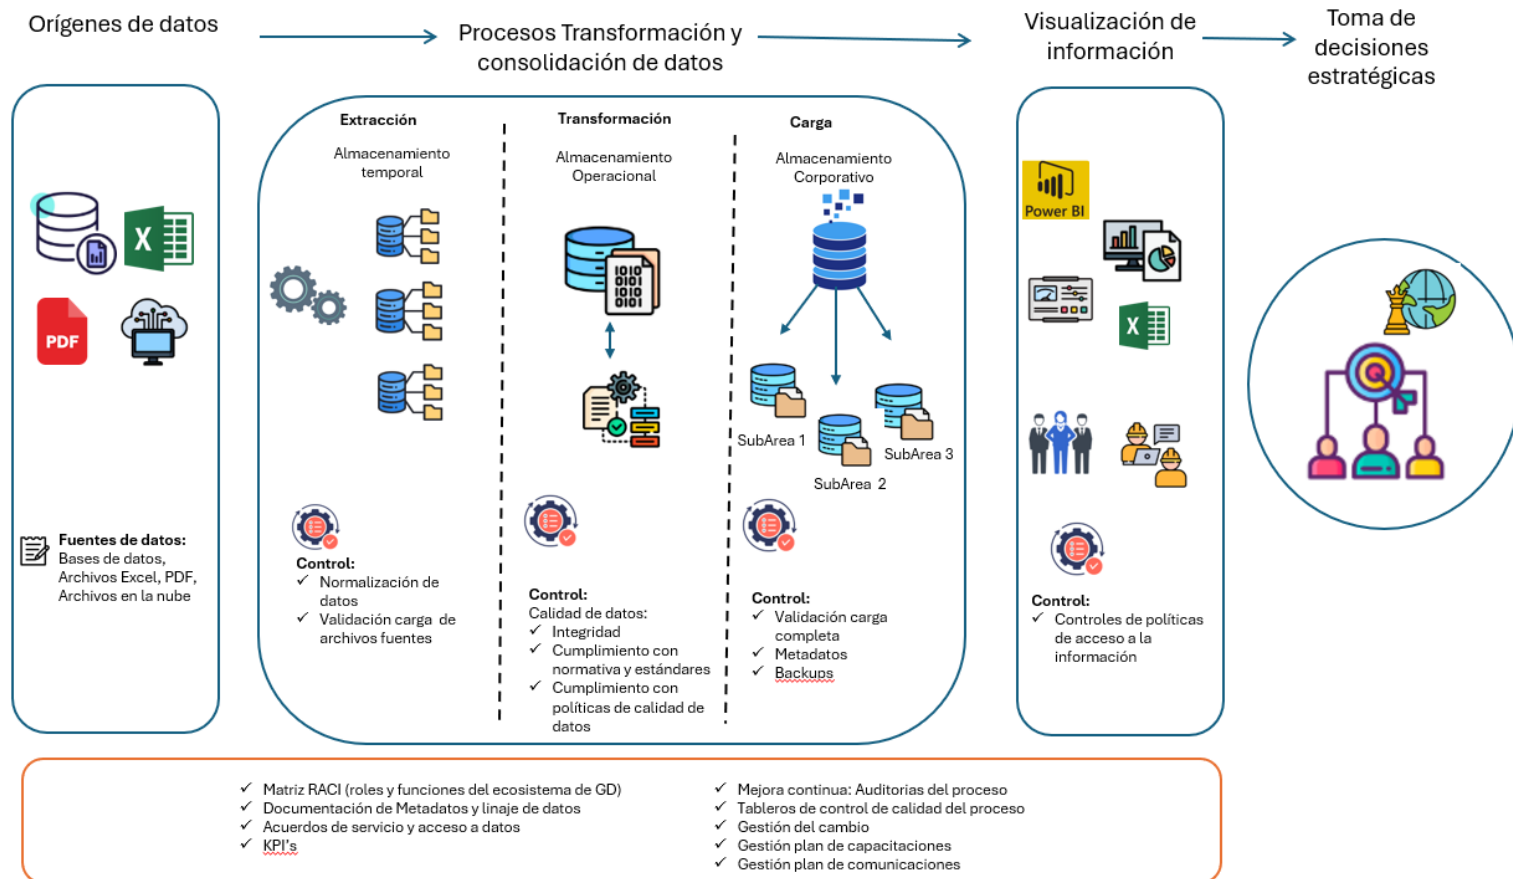 Orígenes de datos
Procesos Transformación y
consolidación de datos
Visualización de
información
Toma de
decisiones
estratégicas
PDF
Fuentes de datos:
Bases de datos,
Archivos Excel, PDF,
Archivos en la nube
Extracción
Almacenamiento
temporal
Control:
✓ Normalización de
datos
✓ Validación carga de
archivos fuentes
Transformación
Almacenamiento
Operacional
1010
0101
1010
0101
Control:
Calidad de datos:
✓ Integridad
✓ Cumplimiento con
normativa y estándares
✓ Cumplimiento con
políticas de calidad de
datos
Carga
Almacenamiento
Corporativo
SubArea 1
SubArea 2
SubArea 3
Control:
✓ Validación carga
completa
✓ Metadatos
✓ Backups
Power BI
X
X
Control:
✓ Controles de políticas
de acceso a la
información
✓ Matriz RACI (roles y funciones del ecosistema de GD)
✓ Documentación de Metadatos y linaje de datos
✓ Acuerdos de servicio y acceso a datos
✓ KPI's
✓ Mejora continua: Auditorias del proceso
✓ Tableros de control de calidad del proceso
✓ Gestión del cambio
✓ Gestión plan de capacitaciones
✓ Gestión plan de comunicaciones